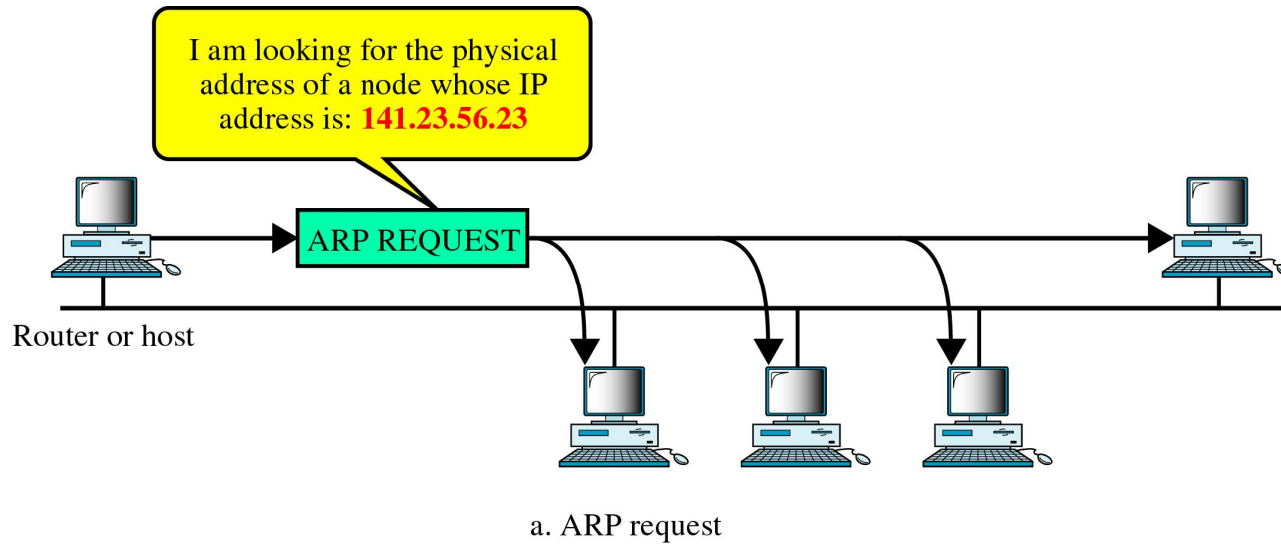 I am looking for the physical
address of a node whose IP
address is: 141.23.56.23
ARP REQUEST
Router or host
a. ARP request